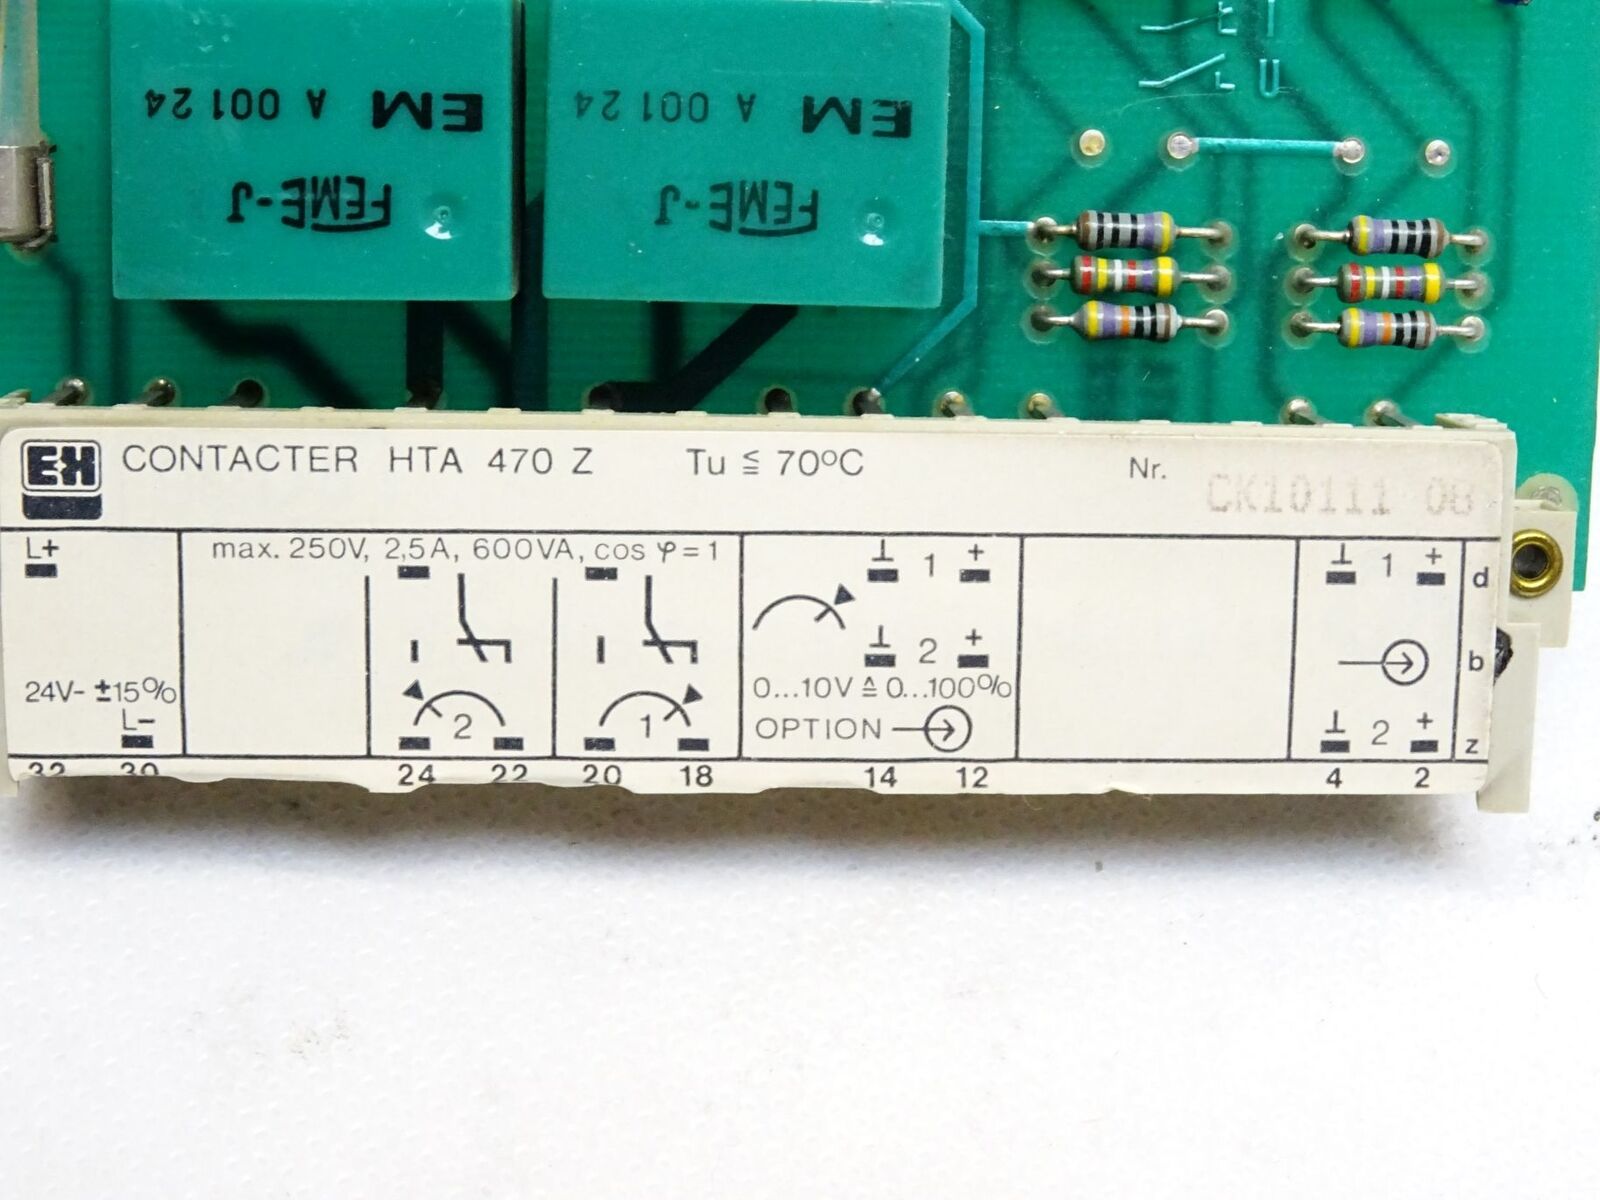 EM A 001 24
FEME-J
EM A 001 24
FEME-J
E+H CONTACTER HTA 470 Z Tu ≦ 70°C Nr. CK10111 08
L+
max. 250V, 2,5A, 600VA, cos φ = 1
⊥ 1 +
⊥ 1 +
d
⊥ 2 +
b
24V- ±15%
0...10V ≙ 0...100%
L-
2
1
OPTION
⊥ 2 +
z
32 30 24 22 20 18 14 12 4 2